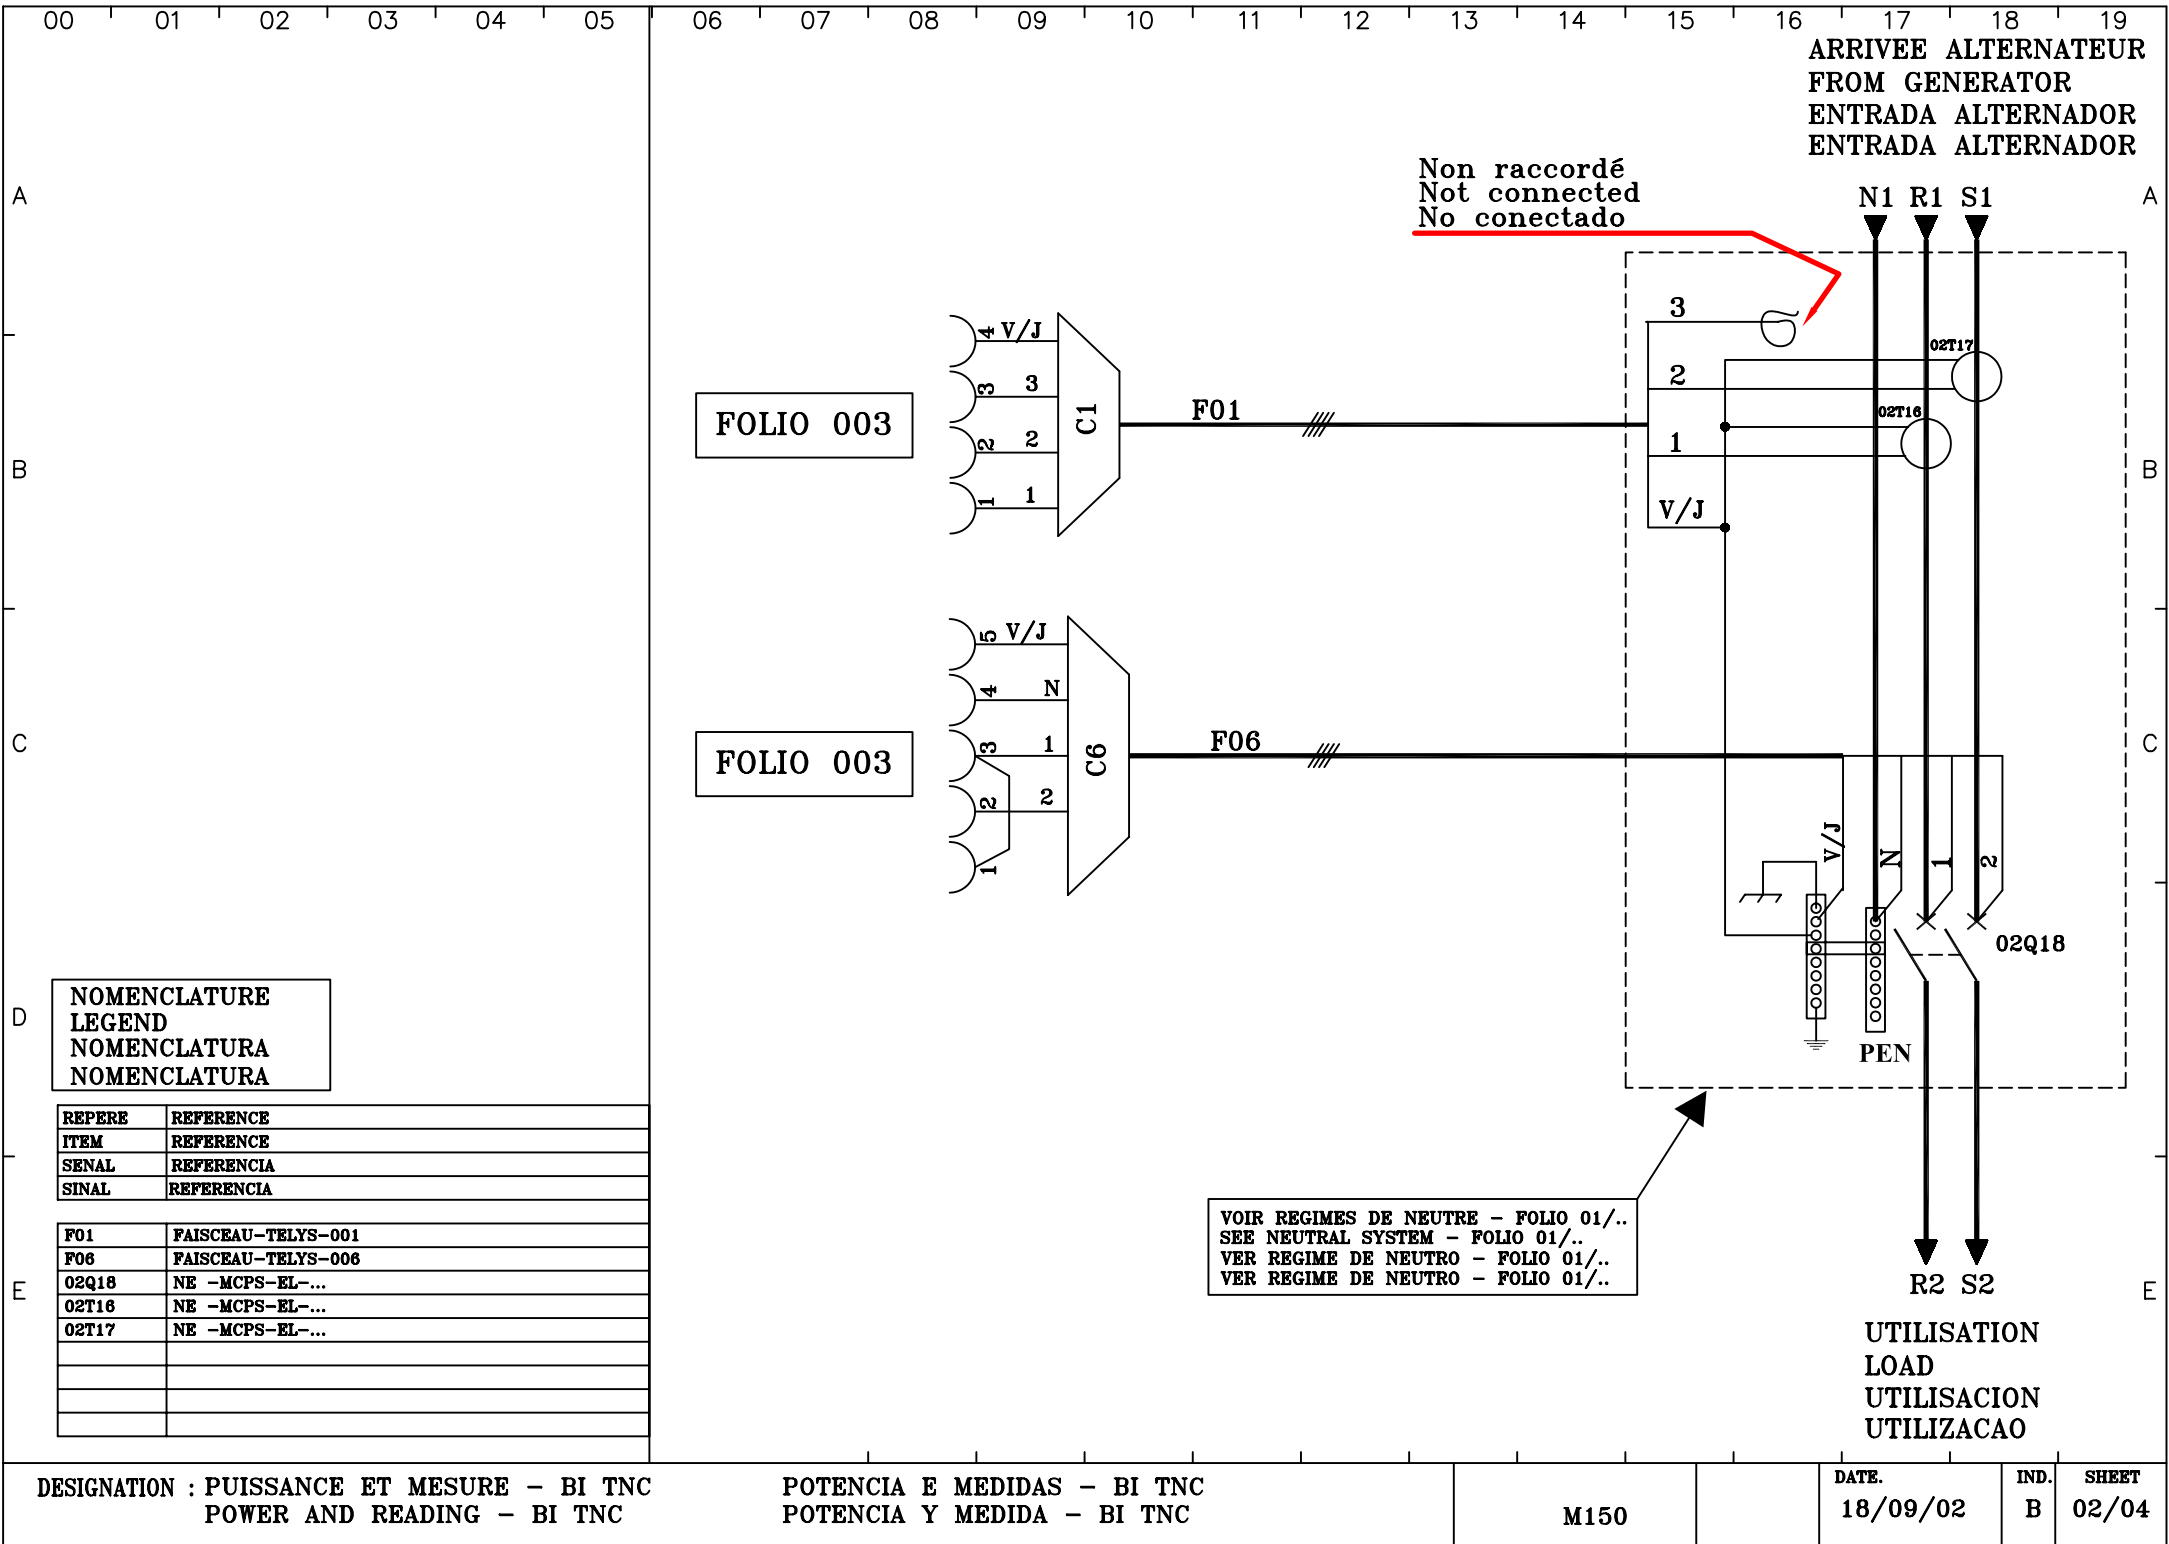 00 01 02 03 04 05 06 07 08 09 10 11 12 13 14 15 16 17 18 19
ARRIVEE ALTERNATEUR
FROM GENERATOR
ENTRADA ALTERNADOR
ENTRADA ALTERNADOR
Non raccordé
Not connected
No conectado
A
N1 R1 S1
A
3
02T17
2
02T16
1
V/J
4 V/J
3 3
2 2
1 1
C1
F01
FOLIO 003
B
B
5 V/J
4 N
3 1
2 2
1
C6
F06
FOLIO 003
C
C
V/J
N
1
2
02Q18
PEN
D
NOMENCLATURE
LEGEND
NOMENCLATURA
NOMENCLATURA
REPERE REFERENCE
ITEM REFERENCE
SENAL REFERENCIA
SINAL REFERENCIA
F01 FAISCEAU-TELYS-001
F06 FAISCEAU-TELYS-006
02Q18 NE -MCPS-EL-...
02T16 NE -MCPS-EL-...
02T17 NE -MCPS-EL-...
VOIR REGIMES DE NEUTRE - FOLIO 01/..
SEE NEUTRAL SYSTEM - FOLIO 01/..
VER REGIME DE NEUTRO - FOLIO 01/..
VER REGIME DE NEUTRO - FOLIO 01/..
E
E
R2 S2
UTILISATION
LOAD
UTILISACION
UTILIZACAO
DESIGNATION : PUISSANCE ET MESURE - BI TNC
POWER AND READING - BI TNC
POTENCIA E MEDIDAS - BI TNC
POTENCIA Y MEDIDA - BI TNC
M150
DATE.
18/09/02
IND.
B
SHEET
02/04